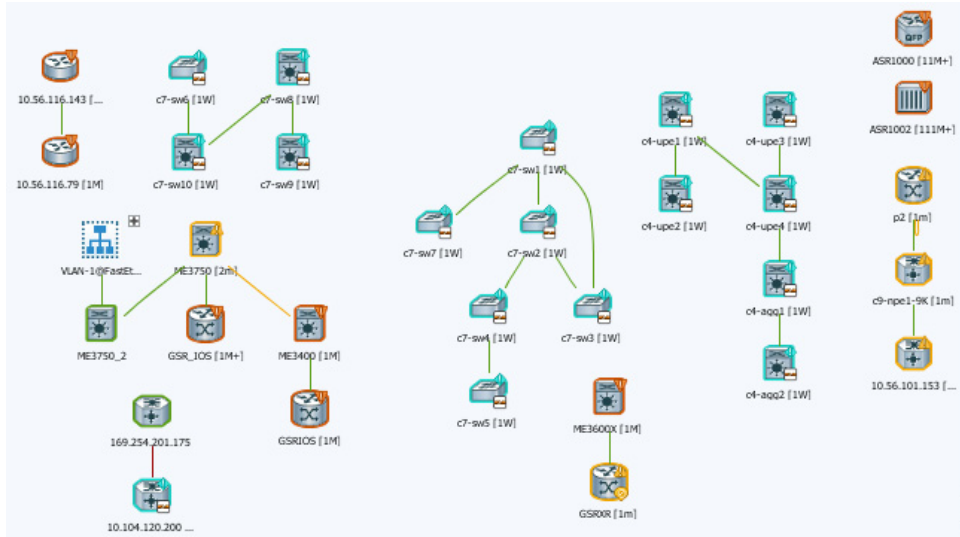 ASR1000 [11M+]
10.56.116.143 [...
c7-sw6 [1W]
c7-sw8 [1W]
ASR1002 [111M+]
c4-upe1 [1W]
c4-upe3 [1W]
c7-sw1 [1W]
10.56.116.79 [1M]
c7-sw10 [1W]
c7-sw9 [1W]
p2 [1m]
c4-upe2 [1W]
c4-upe4 [1W]
c7-sw7 [1W]
c7-sw2 [1W]
VLAN-1@FastEt...
ME3750 [2m]
c9-npe1-9K [1m]
c4-agg1 [1W]
c7-sw4 [1W]
c7-sw3 [1W]
ME3750_2
GSR_IOS [1M+]
ME3400 [1M]
10.56.101.153 [...
c4-agg2 [1W]
c7-sw5 [1W]
ME3600X [1M]
169.254.201.175
GSRIOS [1M]
GSRXR [1m]
10.104.120.200 ...